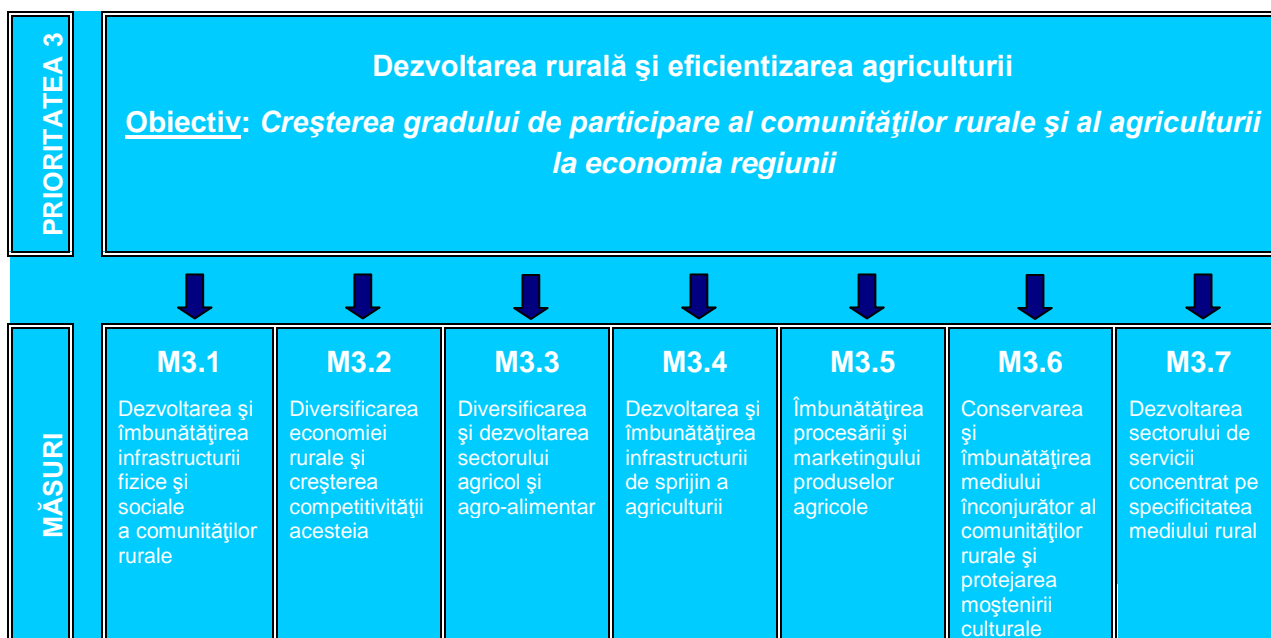 PRIORITATEA 3
Dezvoltarea rurală şi eficientizarea agriculturii
Obiectiv: Creşterea gradului de participare al comunităţilor rurale şi al agriculturii
la economia regiunii
MĂSURI
M3.1
Dezvoltarea şi
îmbunătăţirea
infrastructurii
fizice şi
sociale
a comunităţilor
rurale
M3.2
Diversificarea
economiei
rurale şi
creşterea
competitivităţii
acesteia
M3.3
Diversificarea
şi dezvoltarea
sectorului
agricol şi
agro-alimentar
M3.4
Dezvoltarea şi
îmbunătăţirea
infrastructurii
de sprijin a
agriculturii
M3.5
Îmbunătăţirea
procesării şi
marketingului
produselor
agricole
M3.6
Conservarea
şi
îmbunătăţirea
mediului
înconjurător al
comunităţilor
rurale şi
protejarea
moştenirii
culturale
M3.7
Dezvoltarea
sectorului de
servicii
concentrat pe
specificitatea
mediului rural